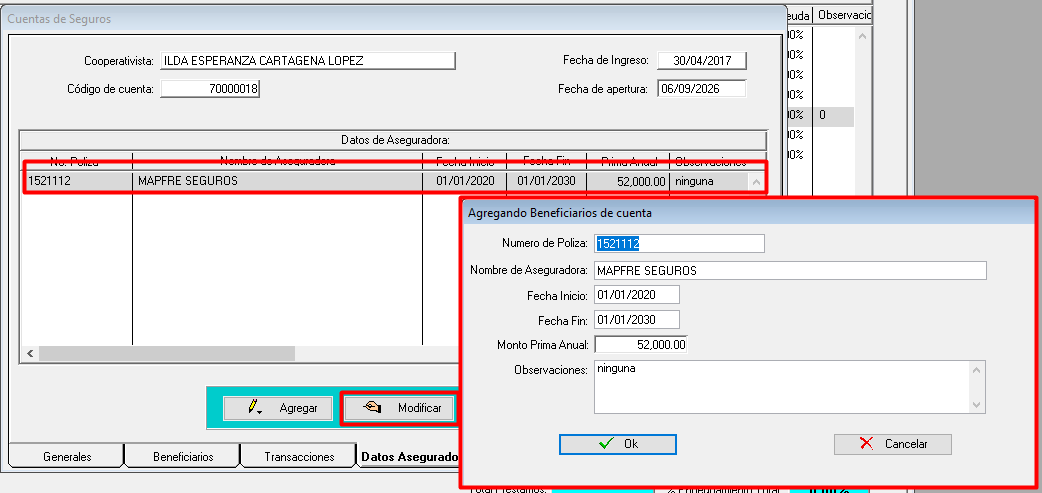 Cuentas de Seguros
Cooperativista: ILDA ESPERANZA CARTAGENA LOPEZ
Fecha de Ingreso: 30/04/2017
Código de cuenta: 70000018
Fecha de apertura: 06/09/2026
Observacio
0
Datos de Aseguradora:
No. Poliza Nombre de Aseguradora Fecha Inicio Fecha Fin Prima Anual Observaciones
1521112 MAPFRE SEGUROS 01/01/2020 01/01/2030 52,000.00 ninguna
Agregando Beneficiarios de cuenta
Numero de Poliza: 1521112
Nombre de Aseguradora: MAPFRE SEGUROS
Fecha Inicio: 01/01/2020
Fecha Fin: 01/01/2030
Monto Prima Anual: 52,000.00
Observaciones: ninguna
Ok Cancelar
Agregar Modificar
Generales Beneficiarios Transacciones Datos Asegurado